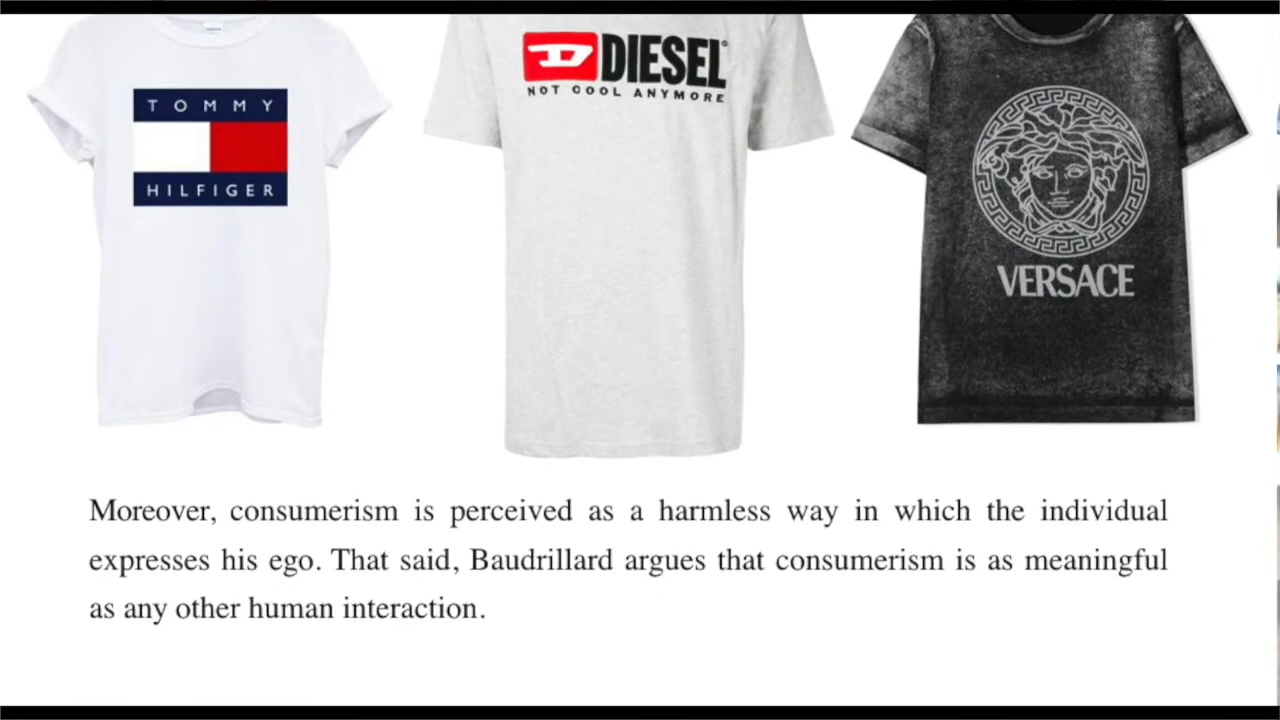 TOMMY
HILFIGER
DIESEL®
NOT COOL ANYMORE
VERSACE
Moreover, consumerism is perceived as a harmless way in which the individual
expresses his ego. That said, Baudrillard argues that consumerism is as meaningful
as any other human interaction.